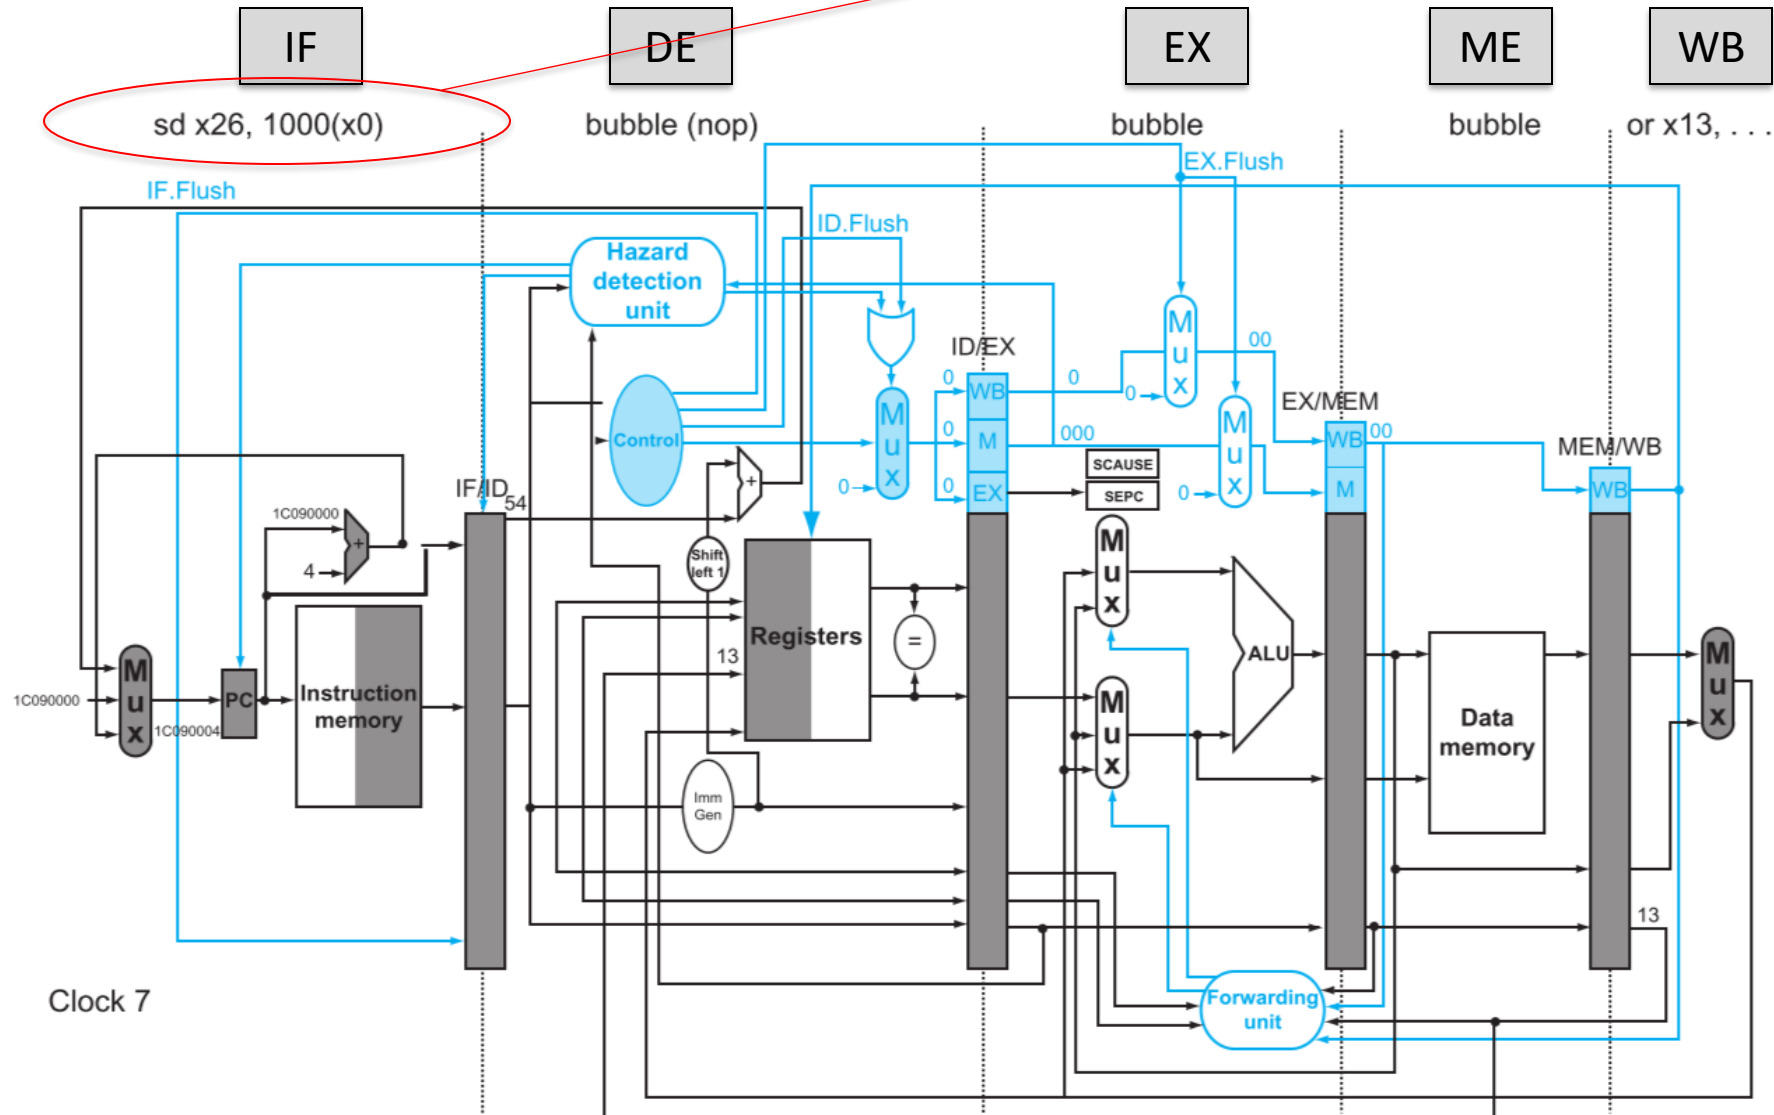 IF
DE
EX
ME
WB
sd x26, 1000(x0)
bubble (nop)
bubble
bubble
or x13, . . .
IF.Flush
EX.Flush
ID.Flush
Hazard
detection
unit
Control
ID/EX
WB
M
EX
0
0
0
0
000
M
u
x
0
M
u
x
0
00
M
u
x
0
SCAUSE
SEPC
EX/MEM
WB
M
00
MEM/WB
WB
IF/ID
54
+
Shift
left 1
1C090000
4
+
M
u
x
1C090000
1C090004
PC
Instruction
memory
13
Registers
=
Imm
Gen
M
u
x
M
u
x
ALU
Data
memory
M
u
x
13
Forwarding
unit
Clock 7